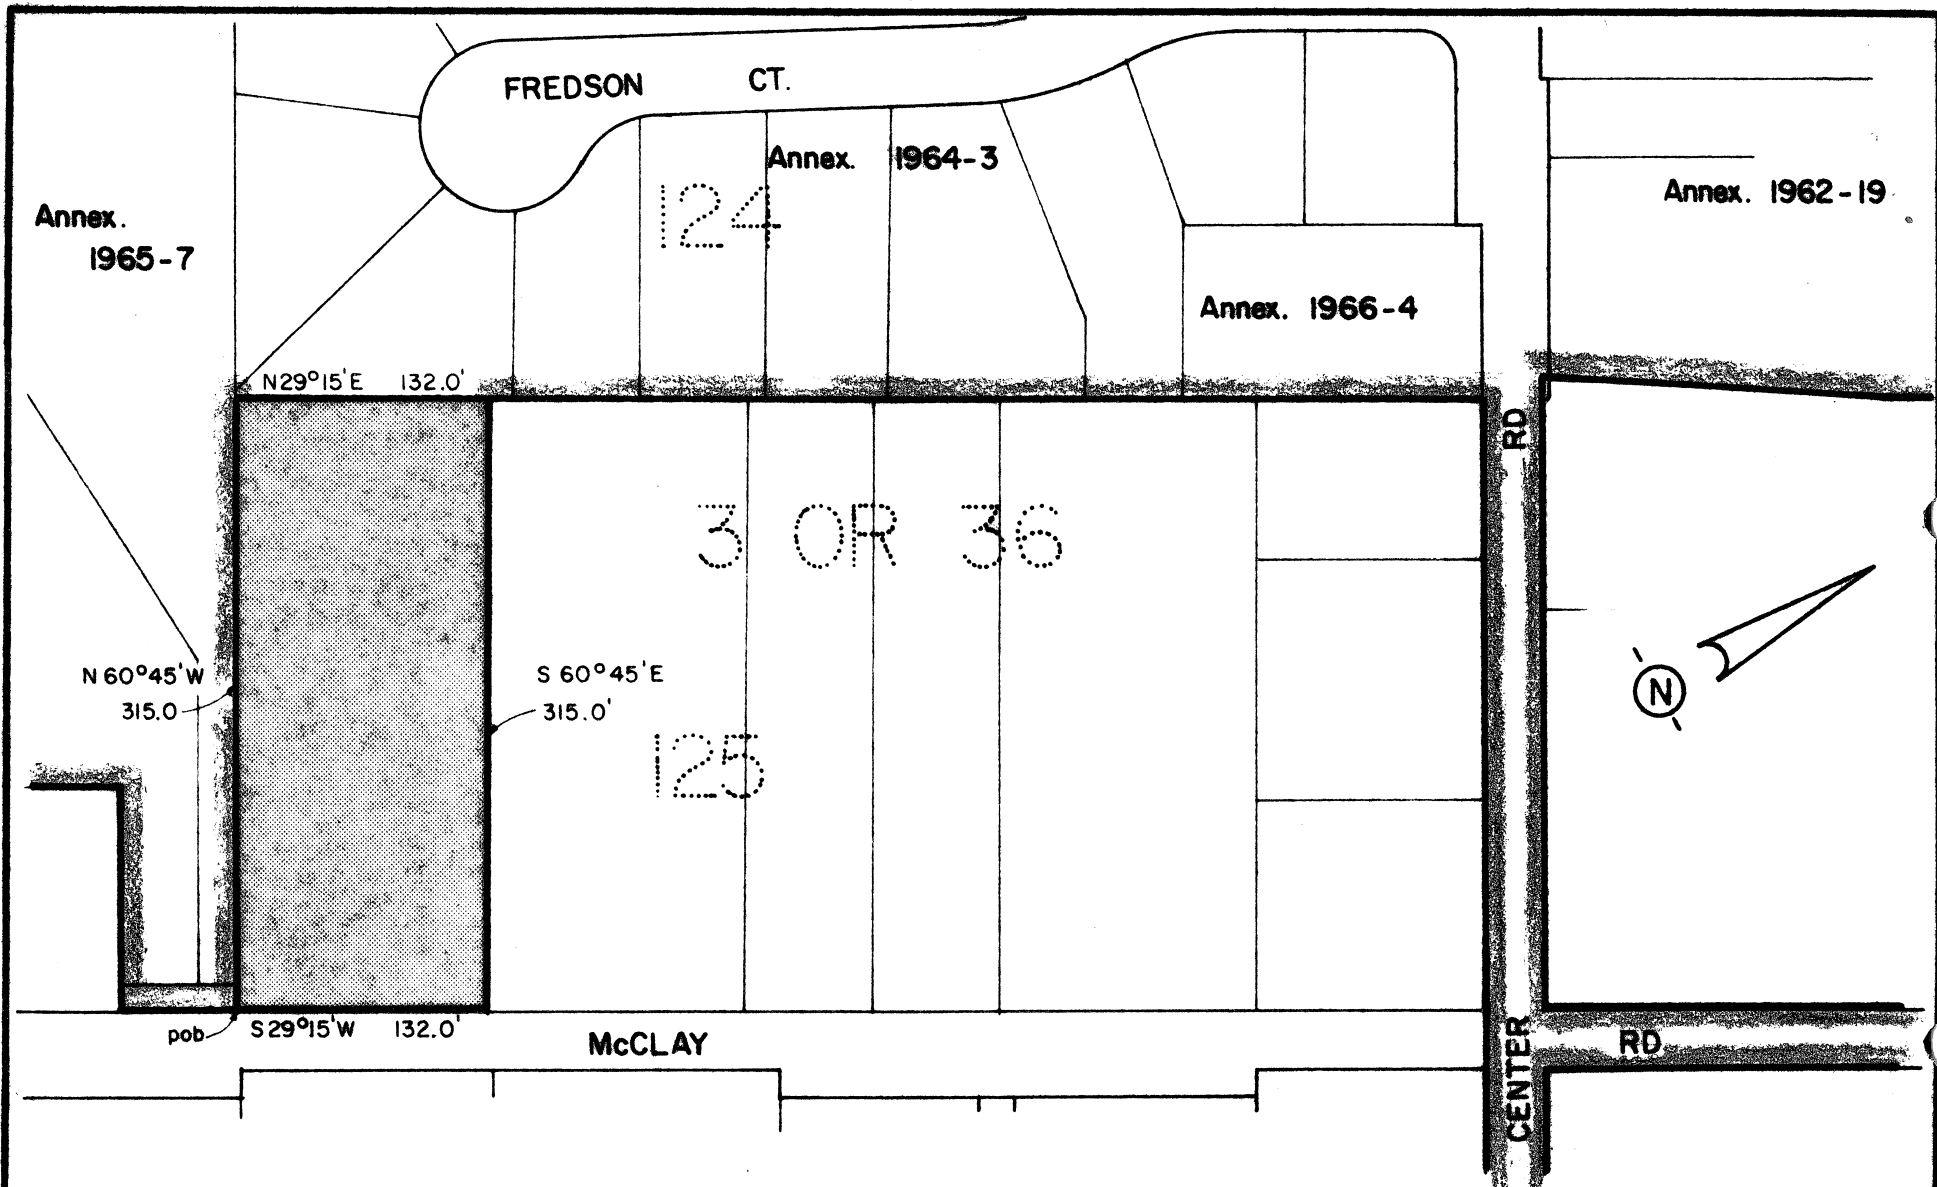 FREDSON CT.
Annex. 1964-3
124
Annex. 1962-19
Annex.
1965-7
Annex. 1966-4
N29°15'E 132.0'
RD
3 OR 36
N 60°45'W
315.0
S 60°45'E
315.0'
N
125
pob
S29°15'W 132.0'
McCLAY
RD
CENTER